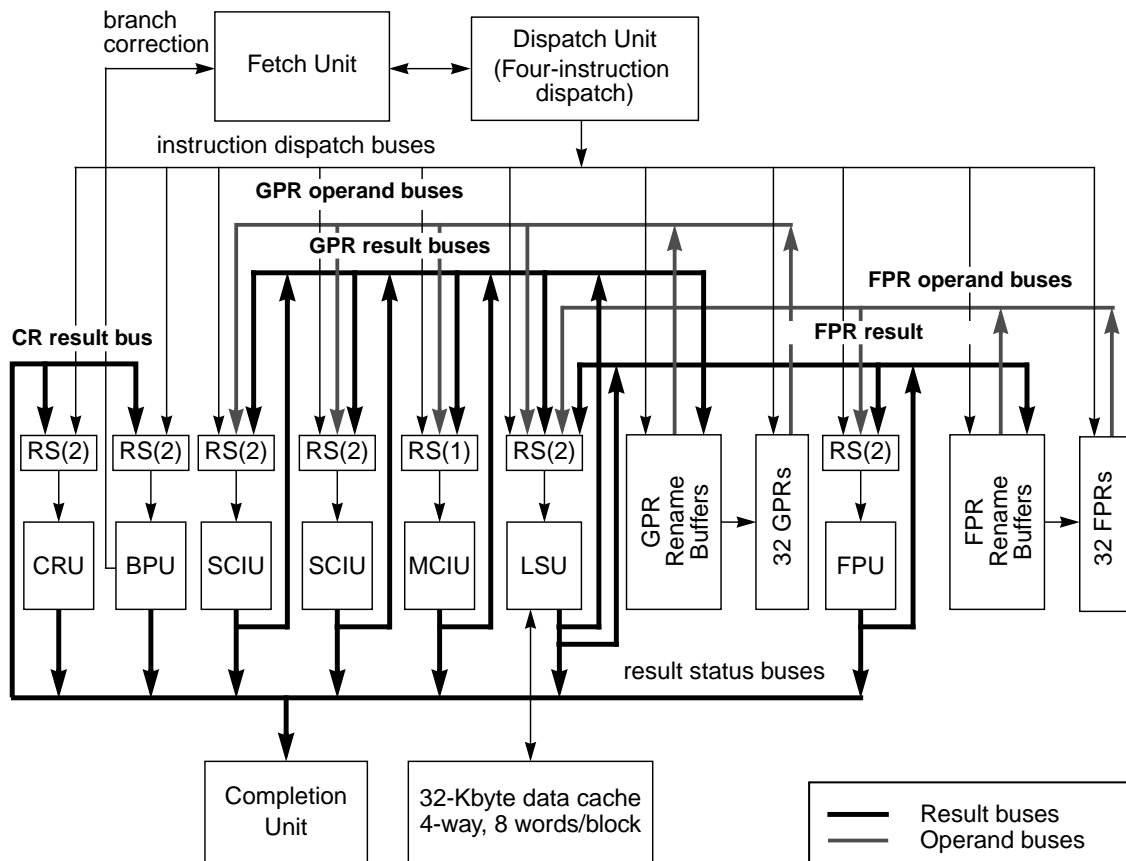 branch
correction
Fetch Unit
Dispatch Unit
(Four-instruction
dispatch)
instruction dispatch buses
GPR operand buses
GPR result buses
FPR operand buses
CR result bus
FPR result
RS(2)
RS(2)
RS(2)
RS(2)
RS(1)
RS(2)
GPR
Rename
Buffers
32 GPRs
RS(2)
FPR
Rename
Buffers
32 FPRs
CRU
BPU
SCIU
SCIU
MCIU
LSU
FPU
result status buses
Completion
Unit
32-Kbyte data cache
4-way, 8 words/block
Result buses
Operand buses